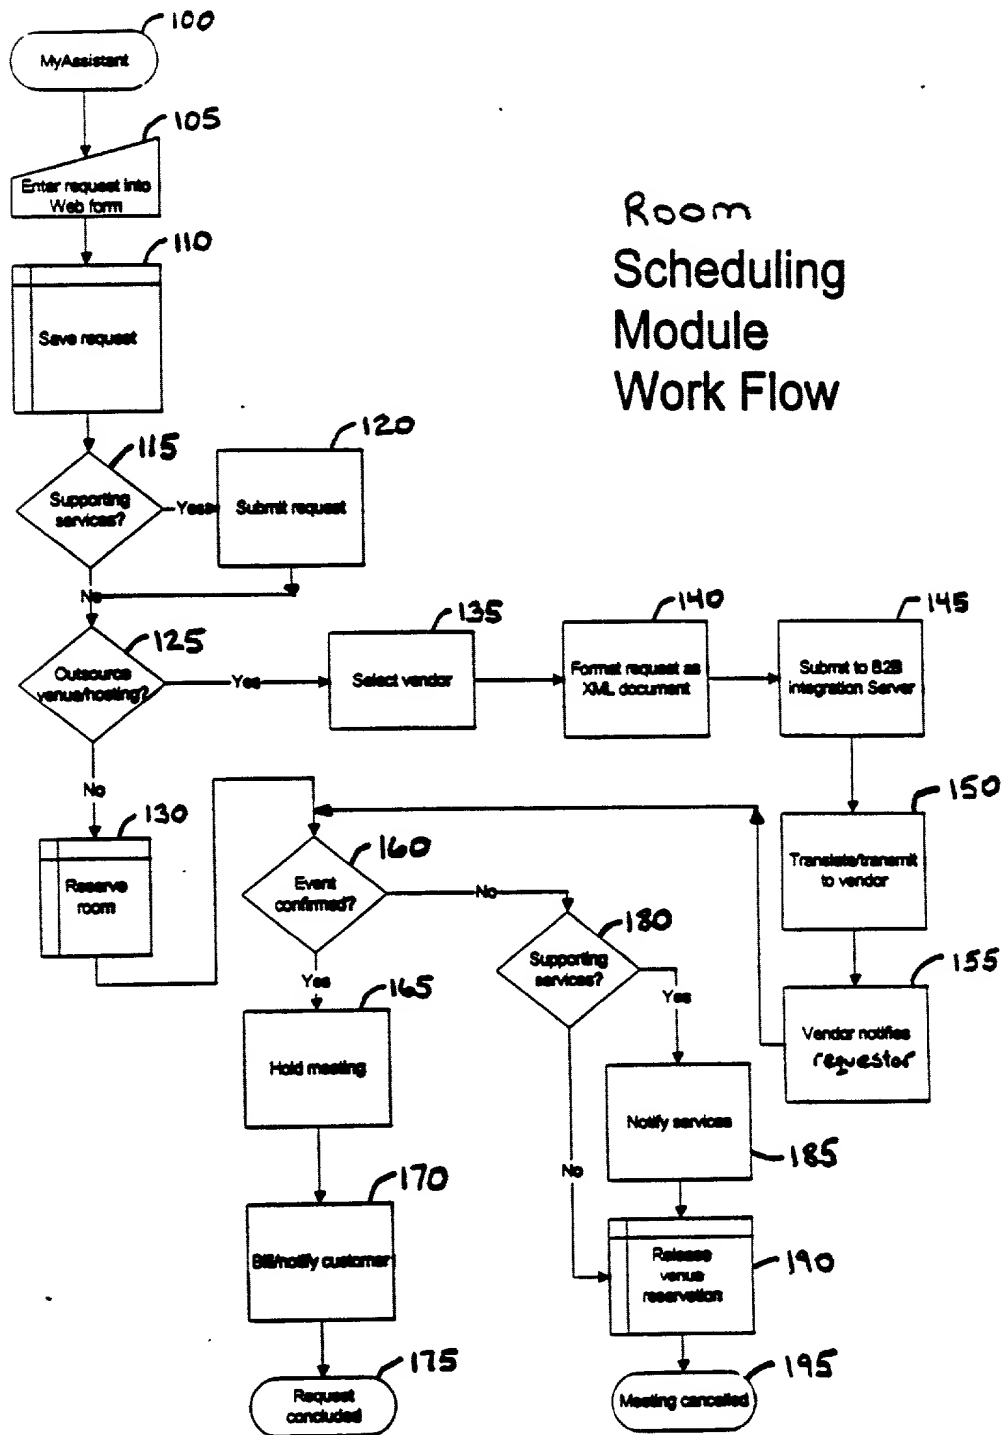 100
MyAssistant
105
Enter request into
Web form
Room
Scheduling
Module
Work Flow
110
Save request
115
Supporting
services?
Yes
120
Submit request
No
125
Outsource
venue/hosting?
Yes
135
Select vendor
140
Format request as
XML document
145
Submit to B2B
integration Server
No
130
Reserve
room
150
Translate/transmit
to vendor
160
Event
confirmed?
No
180
Supporting
services?
155
Vendor notifies
requestor
Yes
165
Hold meeting
Yes
Notify services
185
No
170
Bill/notify customer
Release
venue
reservation
190
175
Request
concluded
195
Meeting cancelled